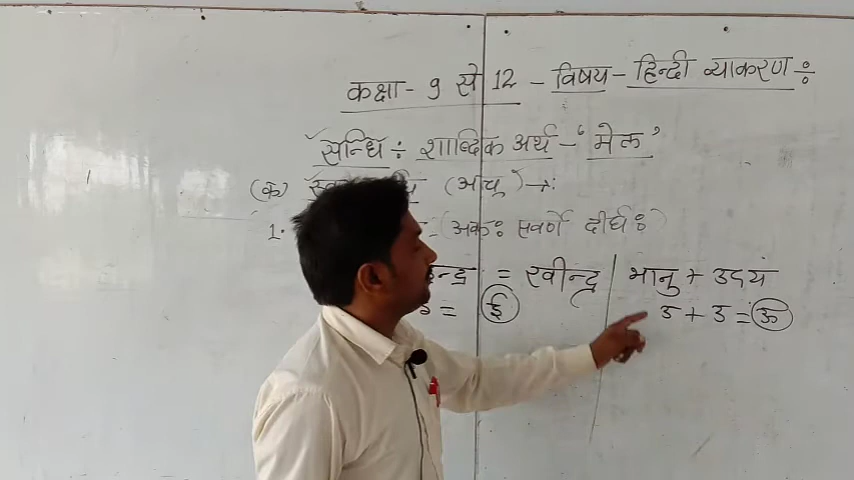 कक्षा - 9 से 12 - विषय - हिन्दी व्याकरण ÷
सन्धि ÷ शाब्दिक अर्थ - ' मेल '
(क) (अच्) →:
1. = (अकः सवर्णे दीर्घः)
न्द्र = रवीन्द्र | भानु + उदय
= ई उ + उ = ऊ